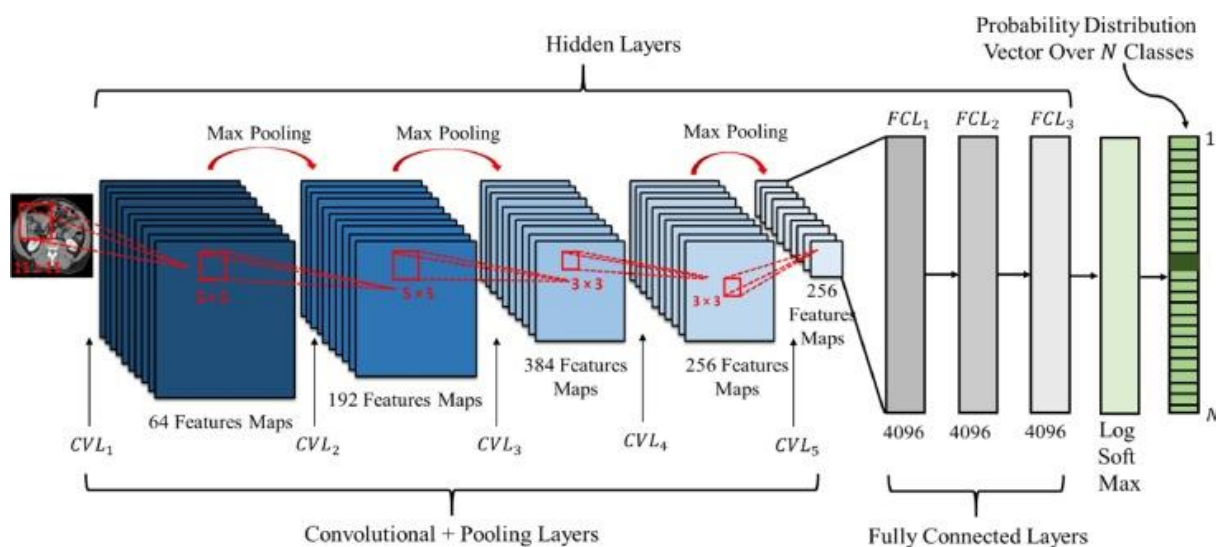 Hidden Layers
Probability Distribution
Vector Over N Classes
Max Pooling
Max Pooling
Max Pooling
FCL₁
FCL₂
FCL₃
1
5 × 5
3 × 3
3 × 3
256
Features
Maps
384 Features
Maps
256 Features
Maps
192 Features Maps
64 Features Maps
N
4096
4096
4096
Log
Soft
Max
CVL₁
CVL₂
CVL₃
CVL₄
CVL₅
Convolutional + Pooling Layers
Fully Connected Layers